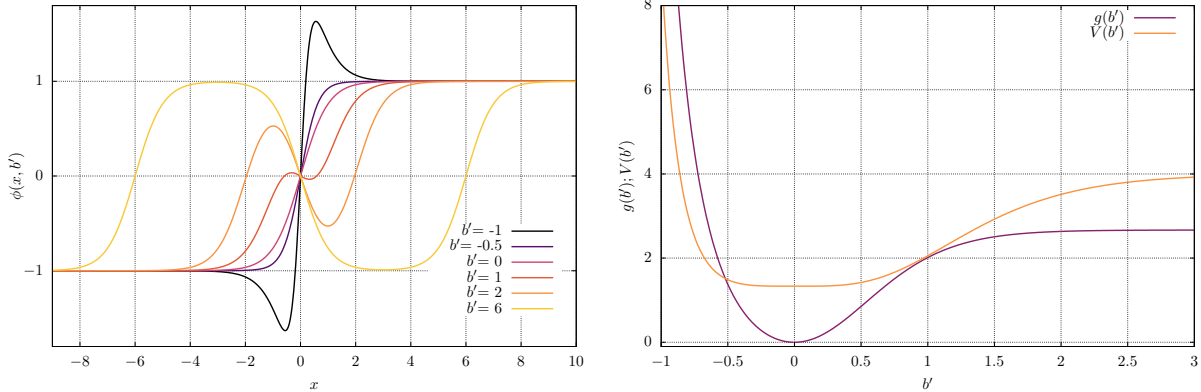 1
0
−1
ϕ(x, b′)
b′= -1
b′= -0.5
b′= 0
b′= 1
b′= 2
b′= 6
−8 −6 −4 −2 0 2 4 6 8 10
x
8
6
4
2
0
g(b′); V(b′)
g(b′)
V(b′)
−1 −0.5 0 0.5 1 1.5 2 2.5 3
b′